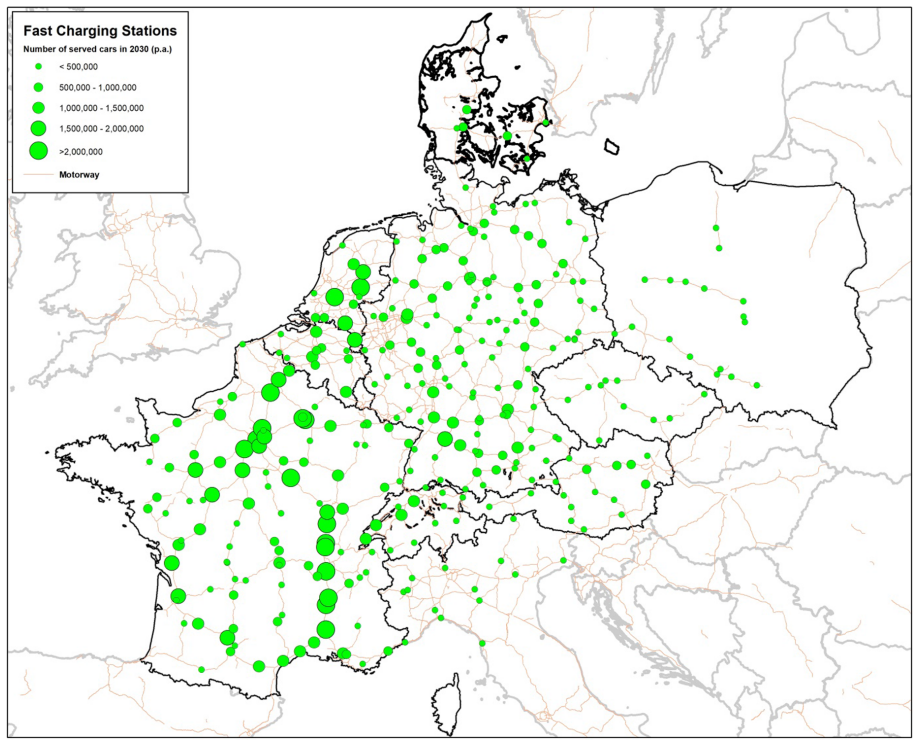 Fast Charging Stations
Number of served cars in 2030 (p.a.)
< 500,000
500,000 - 1,000,000
1,000,000 - 1,500,000
1,500,000 - 2,000,000
>2,000,000
Motorway